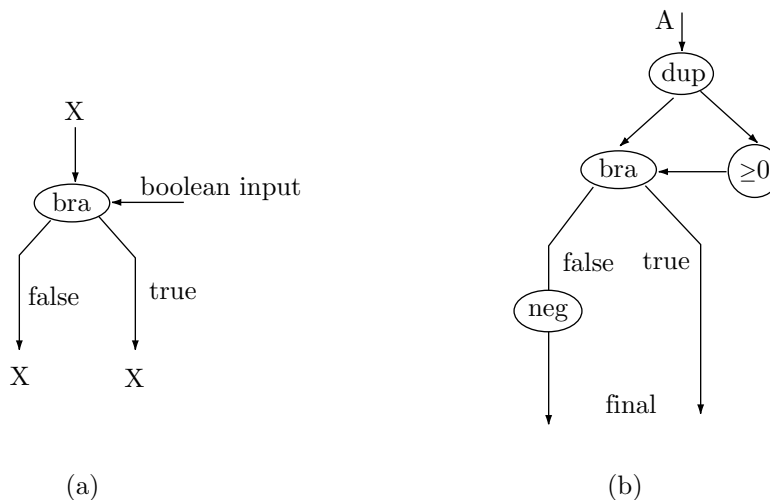 X
boolean input
bra
false
true
X
X
(a)
A
dup
bra
≥0
false
true
neg
final
(b)